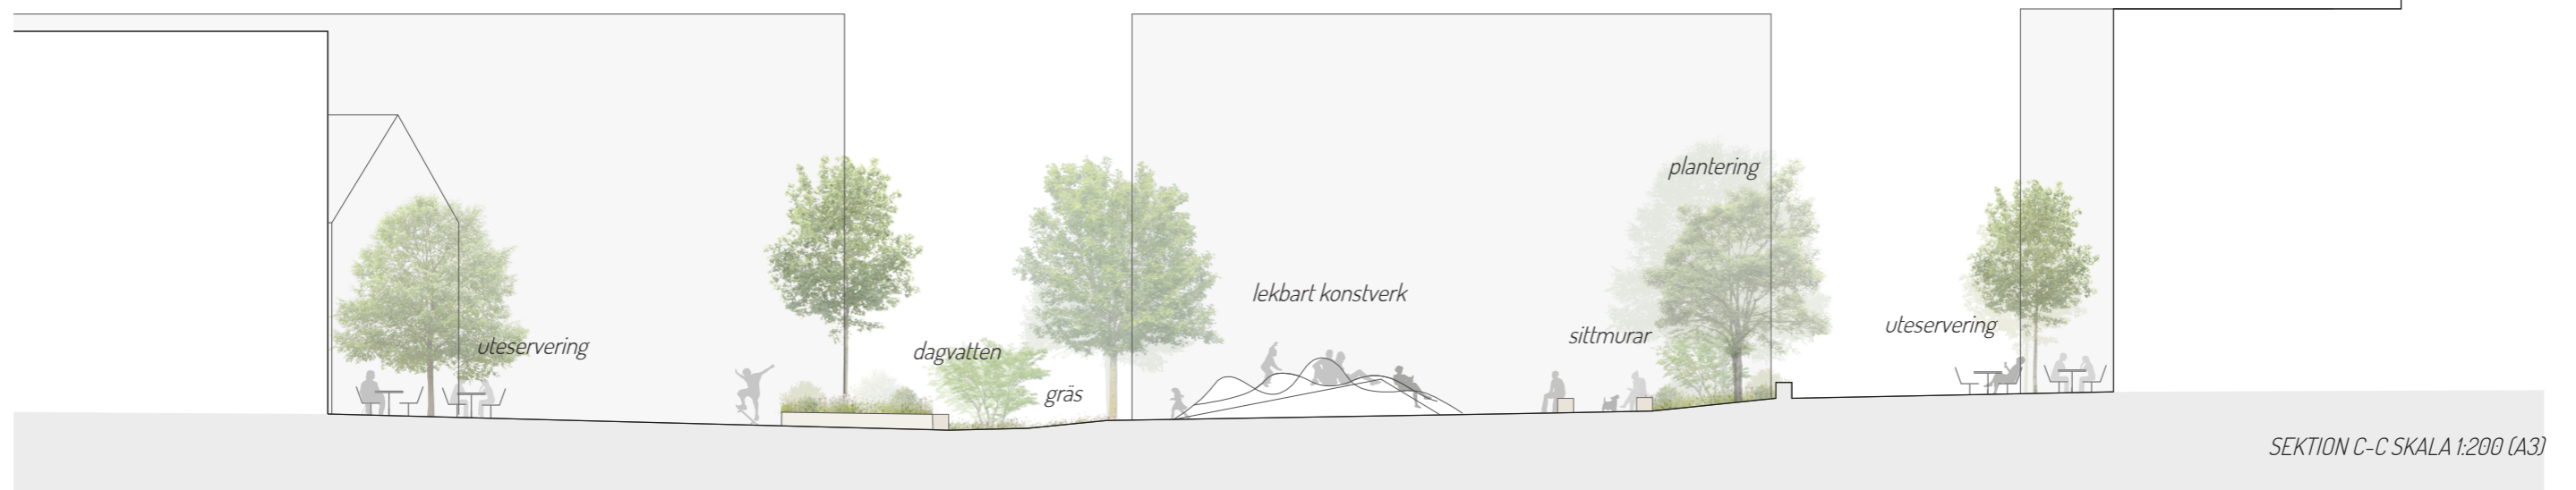 uteservering
dagvatten
gräs
lekbart konstverk
sittmurar
plantering
uteservering
SEKTION C-C SKALA 1:200 (A3)